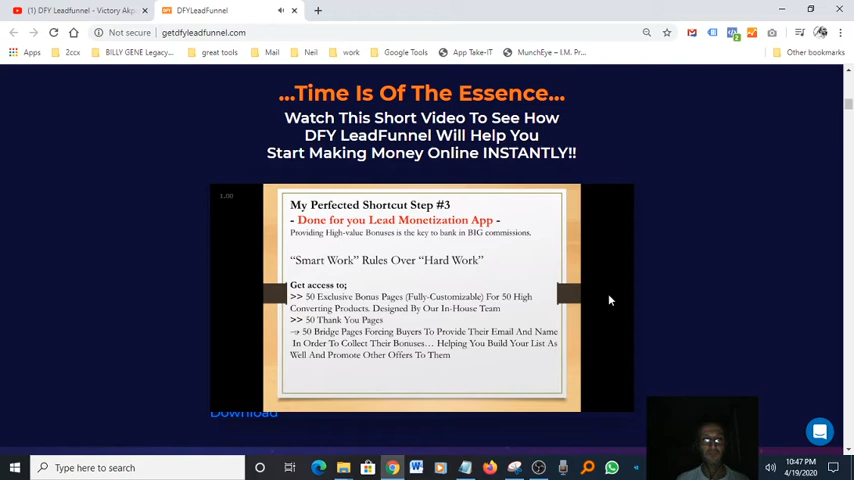 (1) DFY Leadfunnel - Victory Akp
DFYLeadFunnel
Not secure
getdfyleadfunnel.com
Apps
2ccx
BILLY GENE Legacy...
great tools
Mail
Neil
work
Google Tools
App Take-IT
MunchEye – I.M. Pr...
Other bookmarks
...Time Is Of The Essence...
Watch This Short Video To See How
DFY LeadFunnel Will Help You
Start Making Money Online INSTANTLY!!
1.00
My Perfected Shortcut Step #3
- Done for you Lead Monetization App -
Providing High-value Bonuses is the key to bank in BIG commissions.
“Smart Work” Rules Over “Hard Work”
Get access to;
>> 50 Exclusive Bonus Pages (Fully-Customizable) For 50 High
Converting Products. Designed By Our In-House Team
>> 50 Thank You Pages
→ 50 Bridge Pages Forcing Buyers To Provide Their Email And Name
In Order To Collect Their Bonuses… Helping You Build Your List As
Well And Promote Other Offers To Them
Download
Type here to search
10:47 PM
4/19/2020